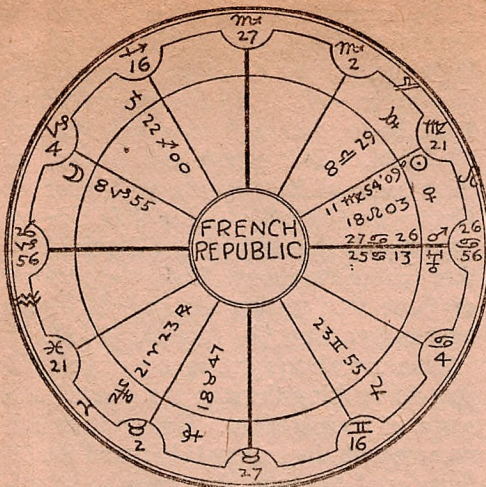 ♏
27
♐
16
♏
2
♎
♄ 22 ♐ 00
8 ♎ 29 ☿
♑
4
♍
21
☽ 8 ♑ 55
11 ♍ 54'09" ☉
♌
18 ♌ 03 ♀
FRENCH
REPUBLIC
27 ♋ 26 ♂
25 ♋ 13 ♅
♑
56
26
♋
56
♒
♓
21
21 ♈ 23 ℞
18 ♉ 47
23 ♊ 55 ♃
♋
4
♈
♉
2
♊
16
♉
27